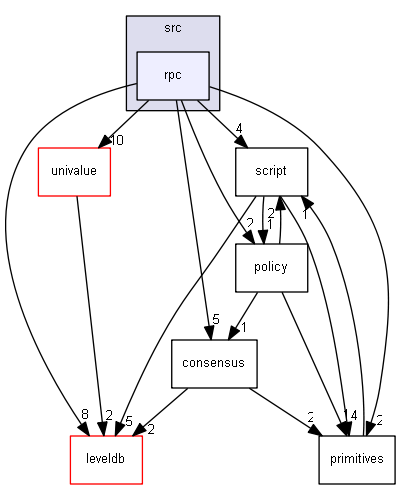 src
rpc
10
4
univalue
script
2
1
2
1
policy
5
1
consensus
8
2
5
2
2
14
2
leveldb
primitives